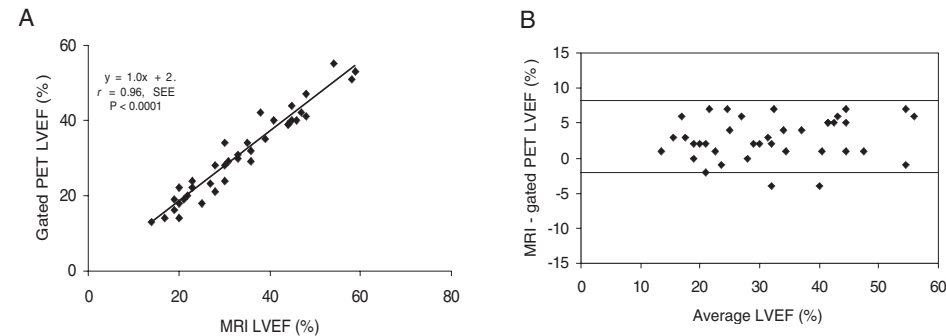 A
60
40
20
0
0 20 40 60 80
Gated PET LVEF (%)
MRI LVEF (%)
y = 1.0x + 2.
r = 0.96, SEE
P < 0.0001
B
15
10
5
0
-5
-10
-15
0 10 20 30 40 50 60
MRI - gated PET LVEF (%)
Average LVEF (%)